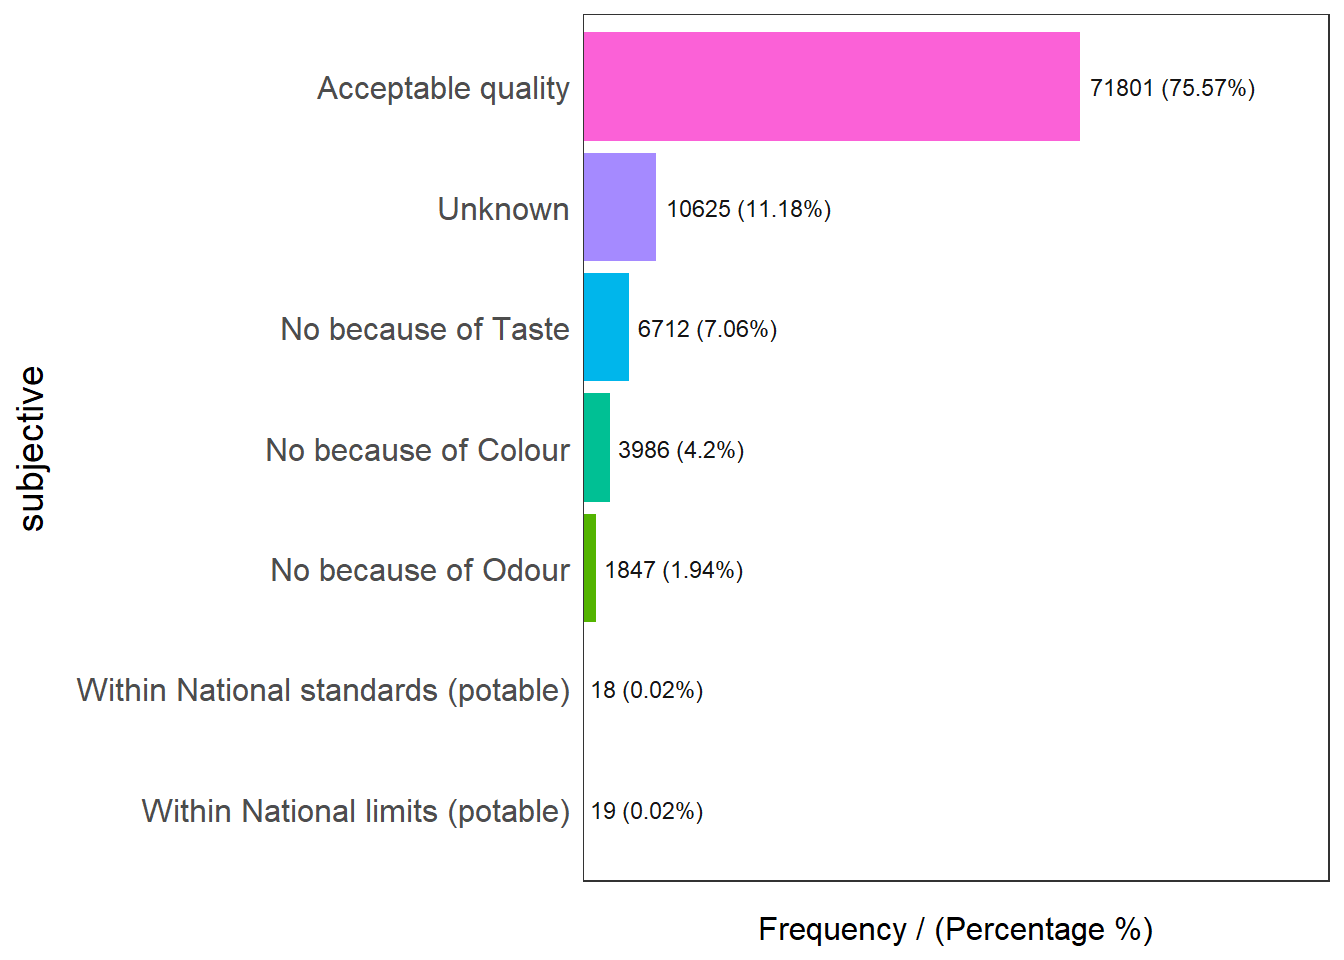 Acceptable quality 71801 (75.57%)
Unknown 10625 (11.18%)
No because of Taste 6712 (7.06%)
No because of Colour 3986 (4.2%)
No because of Odour 1847 (1.94%)
Within National standards (potable) 18 (0.02%)
Within National limits (potable) 19 (0.02%)
subjective
Frequency / (Percentage %)